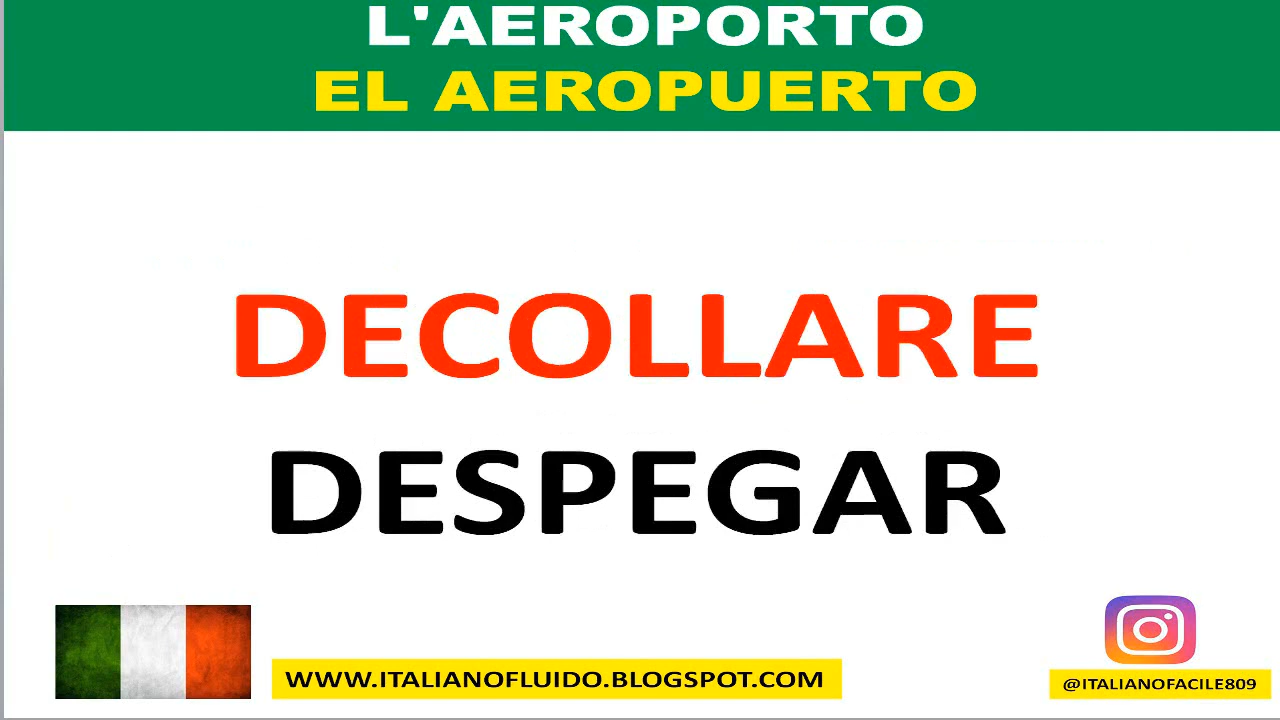 L'AEROPORTO
EL AEROPUERTO
DECOLLARE
DESPEGAR
WWW.ITALIANOFLUIDO.BLOGSPOT.COM
@ITALIANOFACILE809